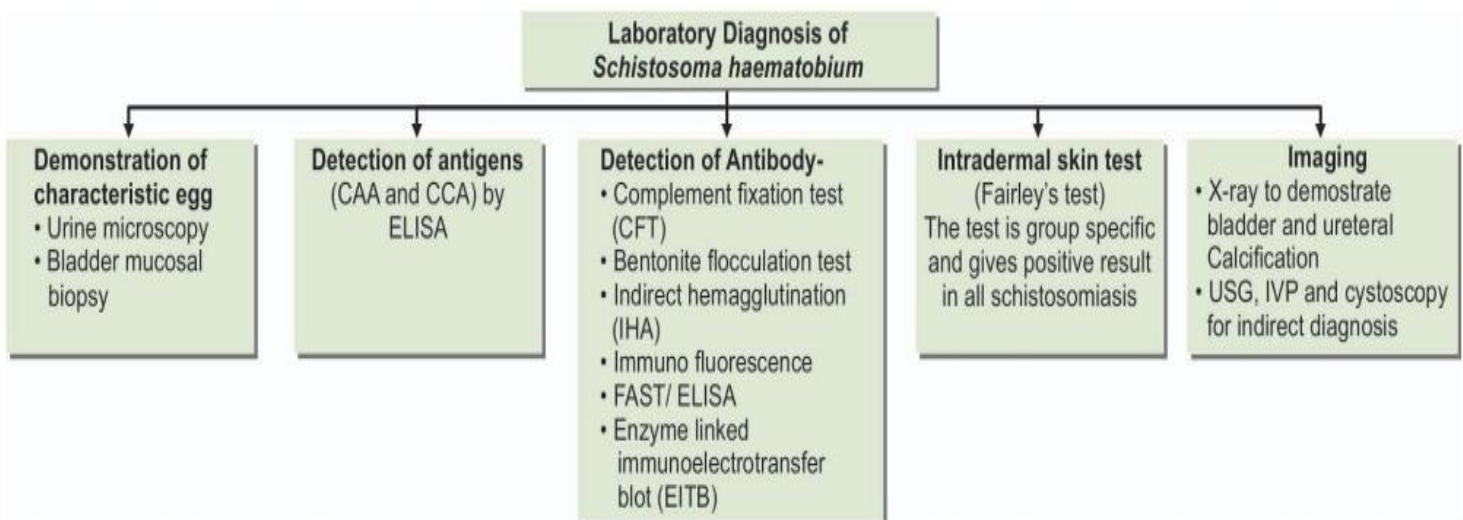 Laboratory Diagnosis of
Schistosoma haematobium
Demonstration of
characteristic egg
• Urine microscopy
• Bladder mucosal
biopsy
Detection of antigens
(CAA and CCA) by
ELISA
Detection of Antibody-
• Complement fixation test
(CFT)
• Bentonite flocculation test
• Indirect hemagglutination
(IHA)
• Immuno fluorescence
• FAST/ ELISA
• Enzyme linked
immunoelectrotransfer
blot (EITB)
Intradermal skin test
(Fairley's test)
The test is group specific
and gives positive result
in all schistosomiasis
Imaging
• X-ray to demostrate
bladder and ureteral
Calcification
• USG, IVP and cystoscopy
for indirect diagnosis